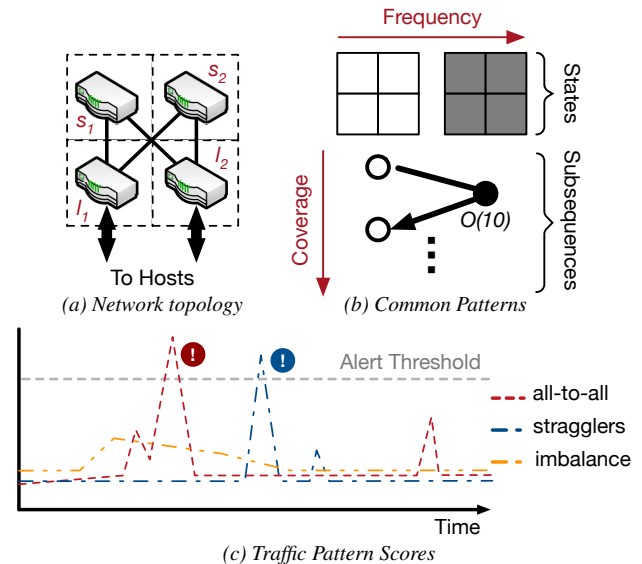 Frequency
s2
s1
l2
l1
To Hosts
(a) Network topology
States
Coverage
O(10)
Subsequences
(b) Common Patterns
!
!
Alert Threshold
all-to-all
stragglers
imbalance
Time
(c) Traffic Pattern Scores